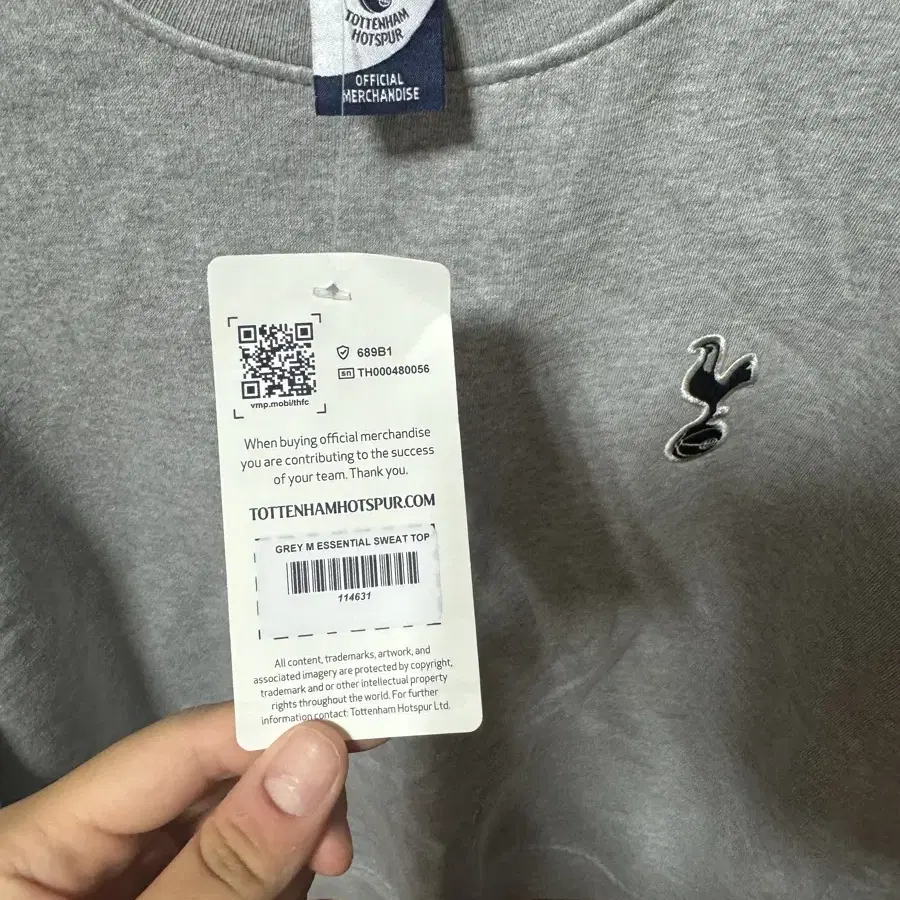 TOTTENHAM
HOTSPUR
OFFICIAL
MERCHANDISE
689B1
sn TH000480056
vmp.mobi/thfc
When buying official merchandise
you are contributing to the success
of your team. Thank you.
TOTTENHAMHOTSPUR.COM
GREY M ESSENTIAL SWEAT TOP
114631
All content, trademarks, artwork, and
associated imagery are protected by copyright,
trademark and or other intellectual property
rights throughout the world. For further
information contact: Tottenham Hotspur Ltd.